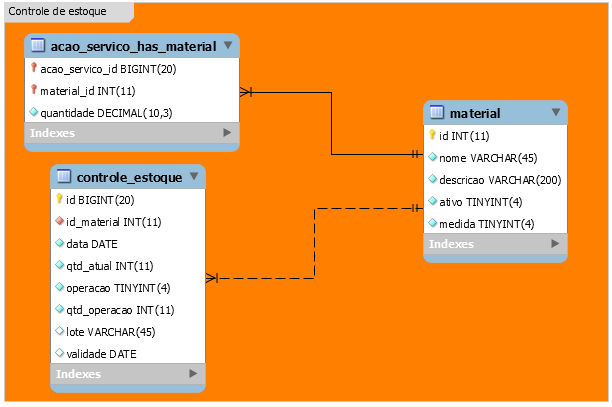 Controle de estoque
acao_servico_has_material
acao_servico_id BIGINT(20)
material_id INT(11)
quantidade DECIMAL(10,3)
Indexes
material
id INT(11)
nome VARCHAR(45)
descricao VARCHAR(200)
ativo TINYINT(4)
medida TINYINT(4)
Indexes
controle_estoque
id BIGINT(20)
id_material INT(11)
data DATE
qtd_atual INT(11)
operacao TINYINT(4)
qtd_operacao INT(11)
lote VARCHAR(45)
validade DATE
Indexes